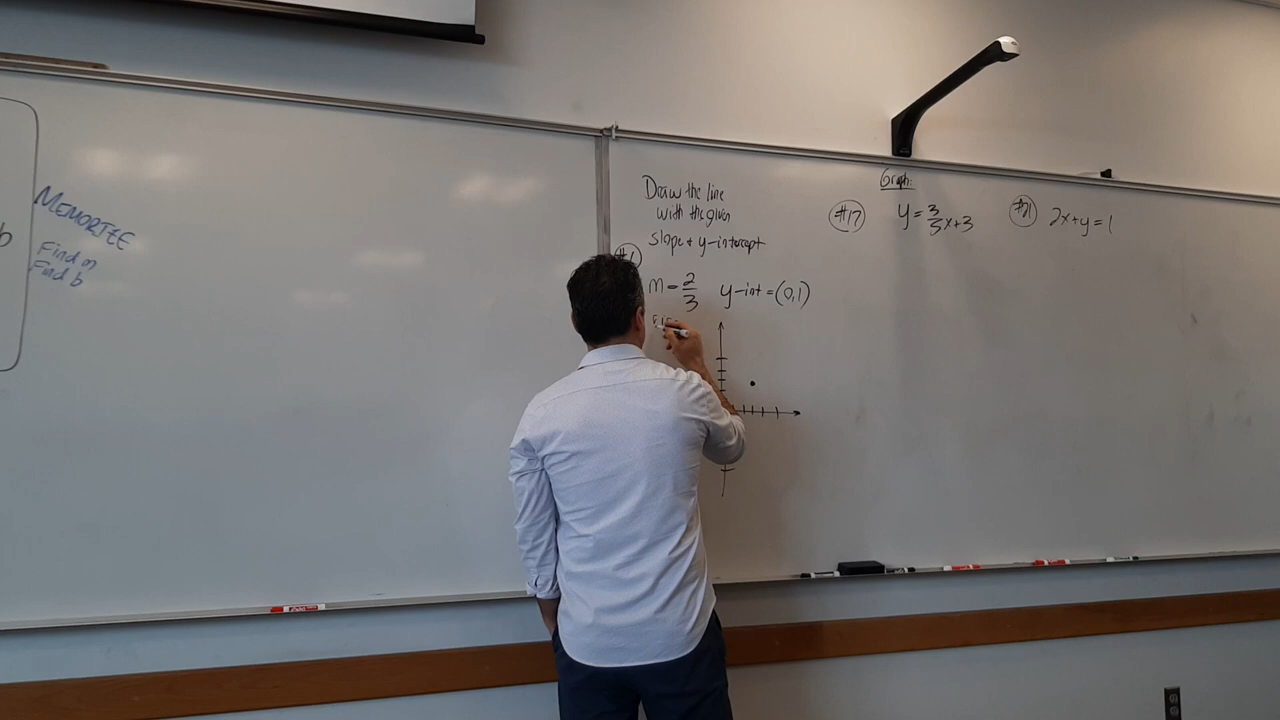 b
MEMORIZE
Find m
Find b
Draw the line
with the given
slope + y-intercept
#1
m = 2/3 y-int = (0,1)
Graph:
#17 y = 3/5x+3
#21 2x+y=1